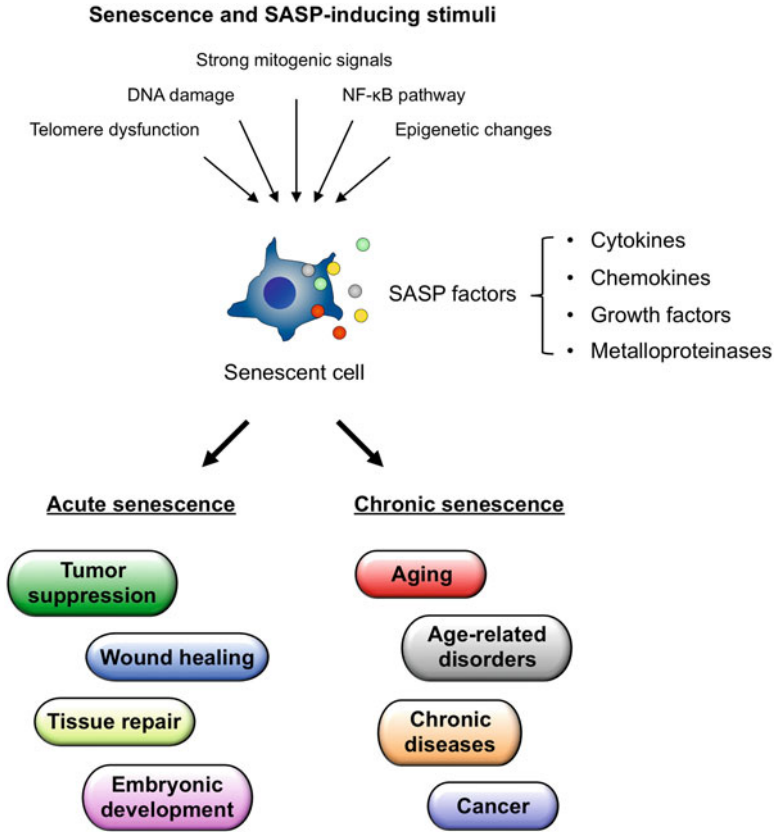 Senescence and SASP-inducing stimuli
Strong mitogenic signals
DNA damage
NF-κB pathway
Telomere dysfunction
Epigenetic changes
SASP factors
• Cytokines
• Chemokines
• Growth factors
• Metalloproteinases
Senescent cell
Acute senescence
Tumor
suppression
Wound healing
Tissue repair
Embryonic
development
Chronic senescence
Aging
Age-related
disorders
Chronic
diseases
Cancer